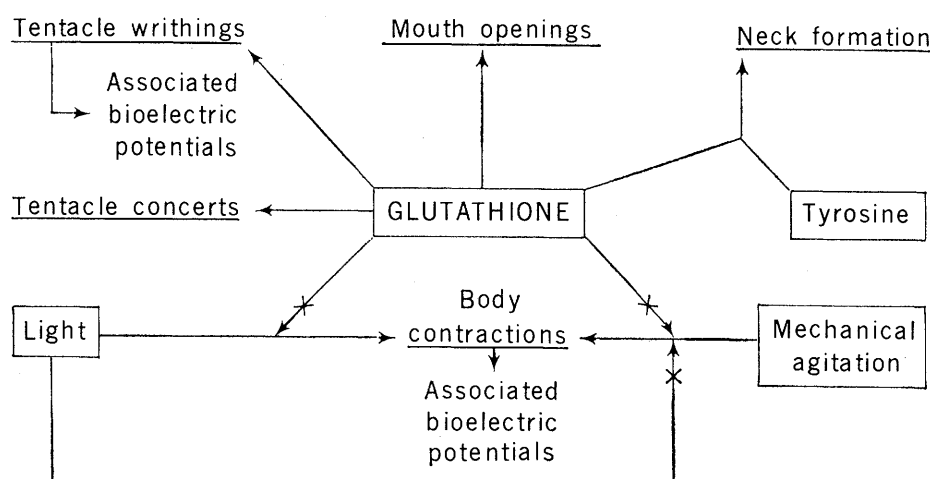 Tentacle writhings
Associated
bioelectric
potentials
Mouth openings
Neck formation
Tentacle concerts
GLUTATHIONE
Tyrosine
Light
Body
contractions
Associated
bioelectric
potentials
Mechanical
agitation